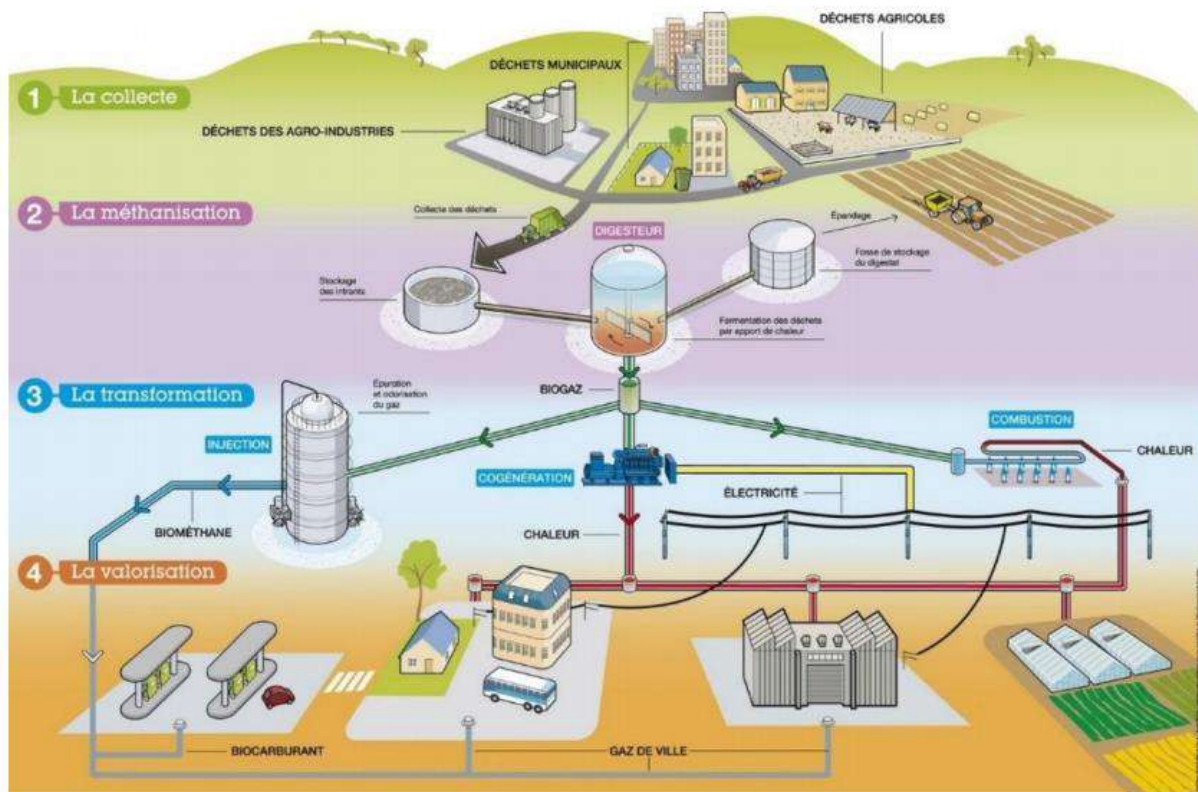 DÉCHETS AGRICOLES
DÉCHETS MUNICIPAUX
1 La collecte
DÉCHETS DES AGRO-INDUSTRIES
2 La méthanisation
Collecte des déchets
DIGESTEUR
Épandage
Fosse de stockage
du digestat
Stockage
des intrants
Fermentation des déchets
par apport de chaleur
3 La transformation
Épuration
et odorisation
du gaz
BIOGAZ
INJECTION
COMBUSTION
CHALEUR
COGÉNÉRATION
ÉLECTRICITÉ
BIOMÉTHANE
CHALEUR
4 La valorisation
BIOCARBURANT
GAZ DE VILLE